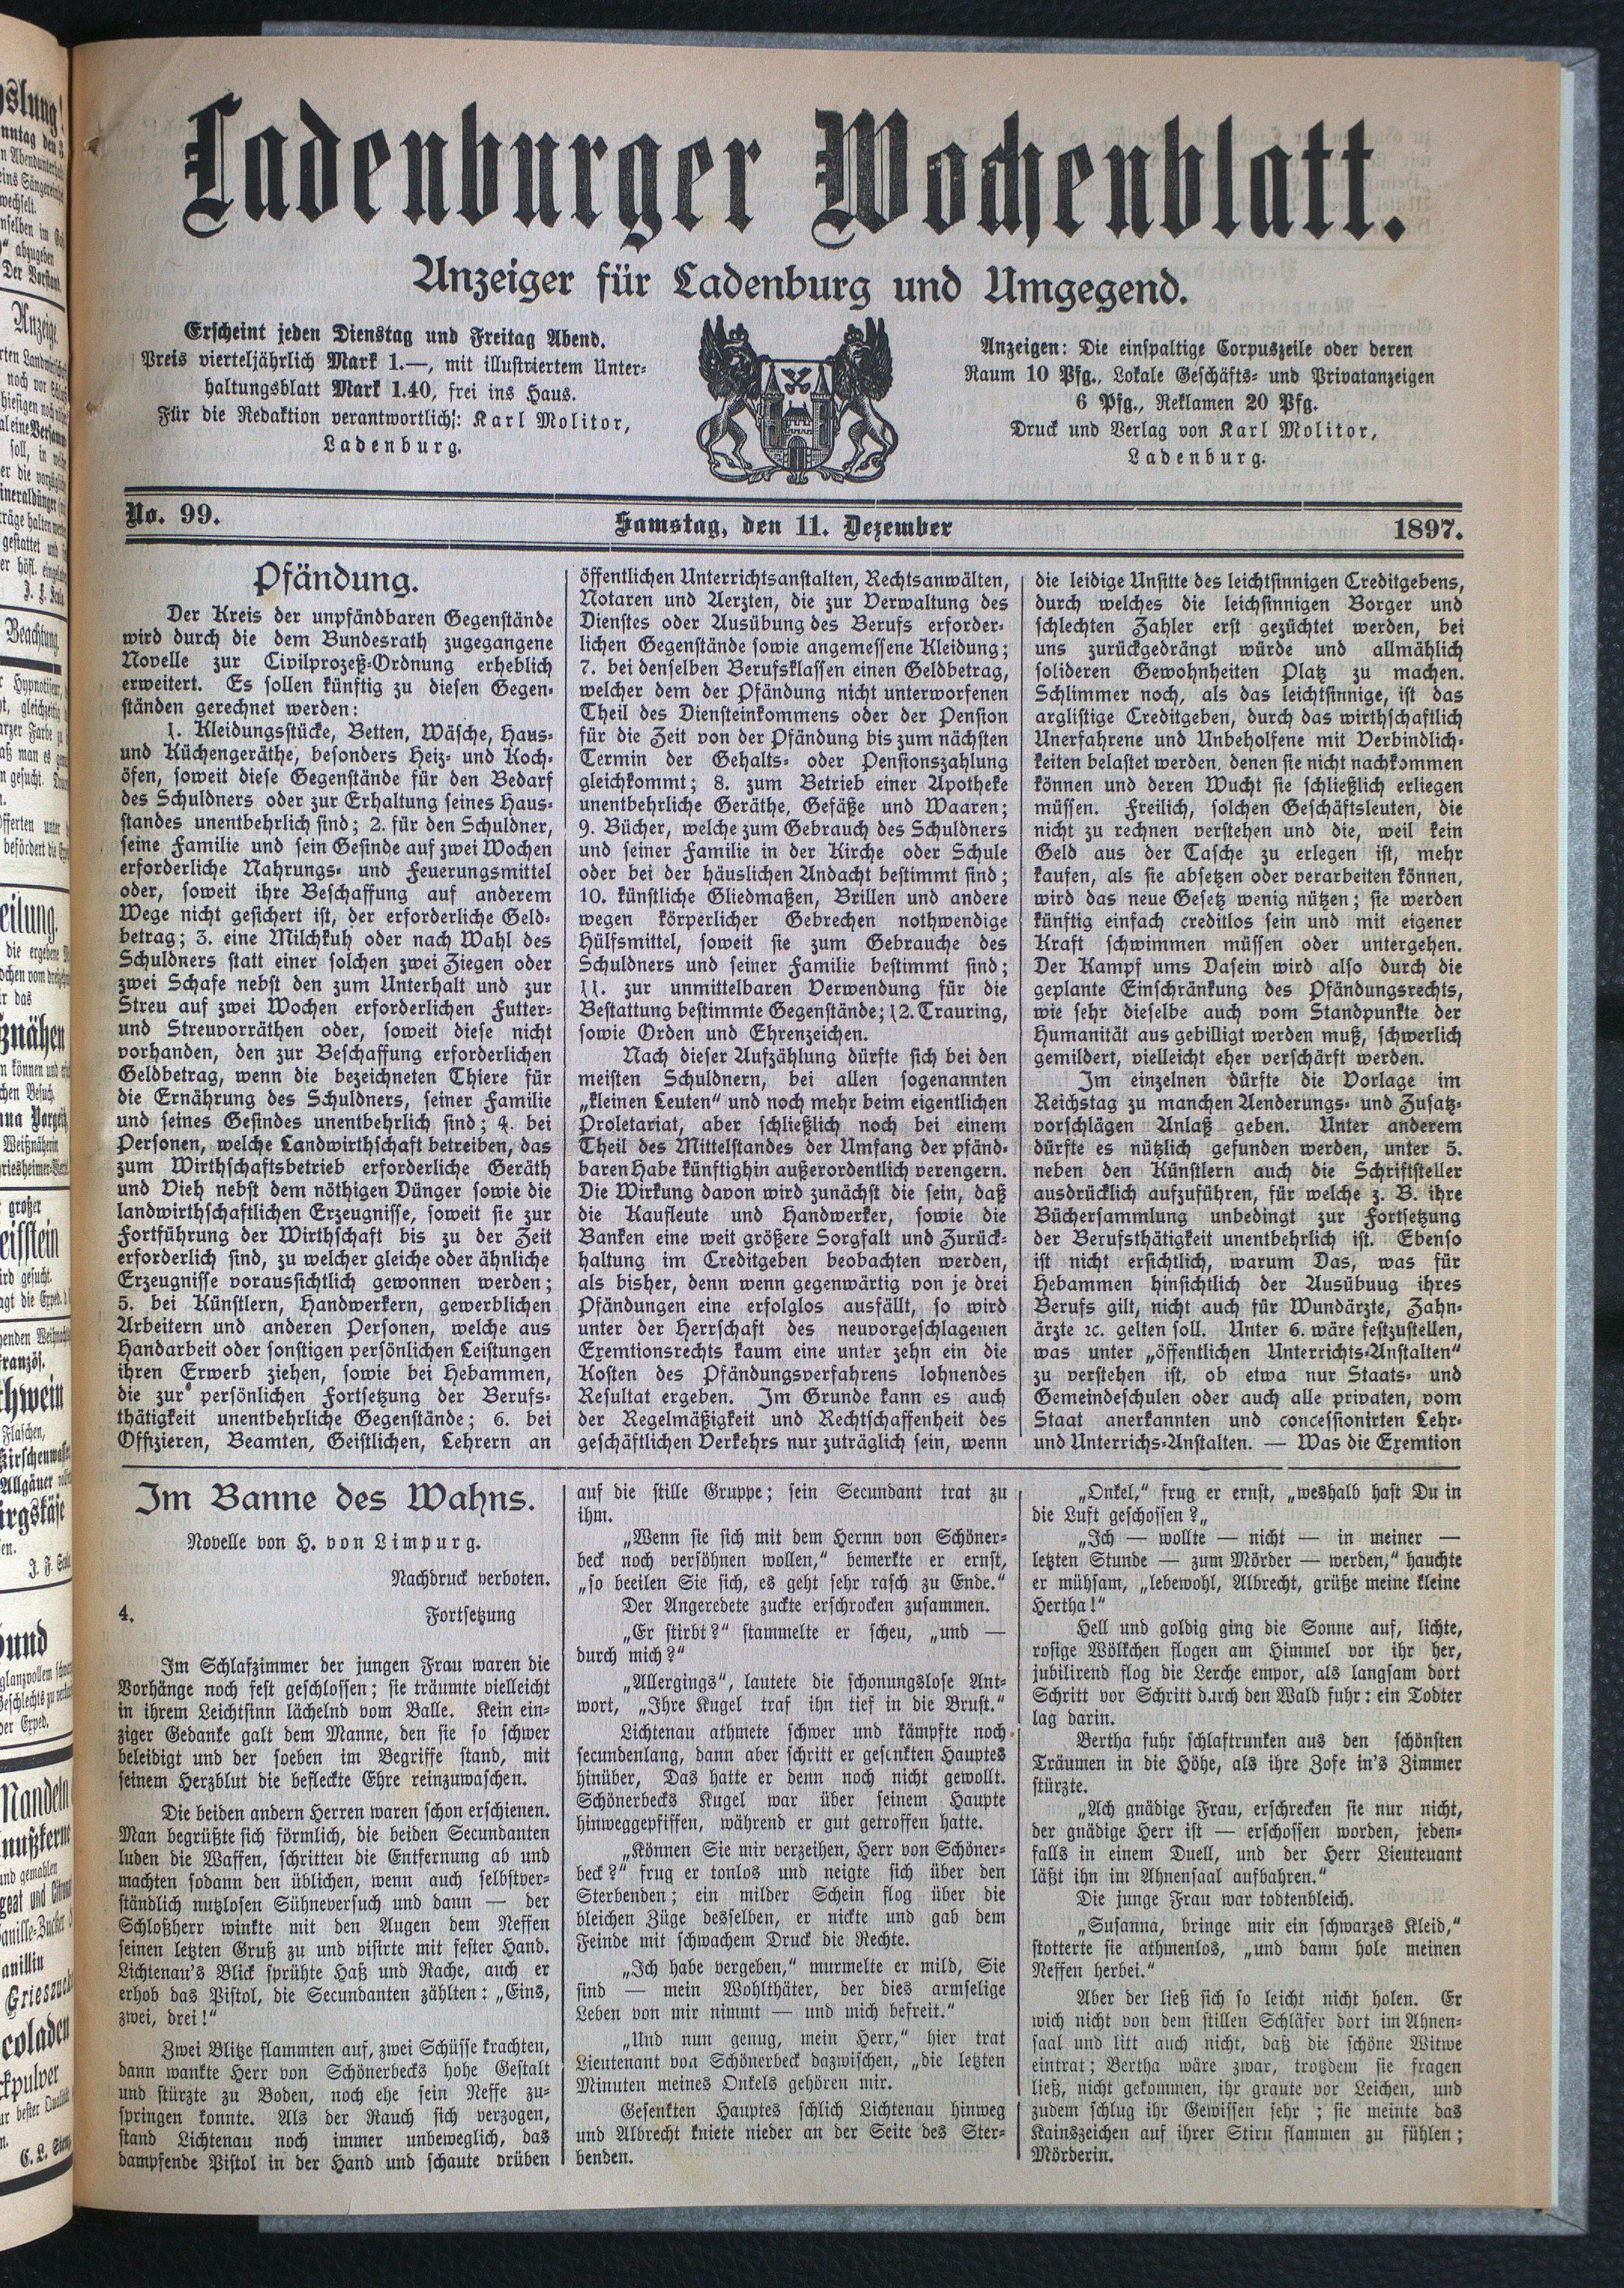 Ladenburger Wochenblatt.
Anzeiger für Ladenburg und Umgegend.
Erscheint jeden Dienstag und Freitag Abend.
Preis vierteljährlich Mark 1.—, mit illustriertem Unter-
haltungsblatt Mark 1.40, frei ins Haus.
Für die Redaktion verantwortlich: Karl Molitor,
Ladenburg.
Anzeigen: Die einspaltige Corpuszeile oder deren
Raum 10 Pfg., Lokale Geschäfts- und Privatanzeigen
6 Pfg., Reklamen 20 Pfg.
Druck und Verlag von Karl Molitor,
Ladenburg.
No. 99.
Samstag, den 11. Dezember
1897.
Pfändung.
Der Kreis der unpfändbaren Gegenstände
wird durch die dem Bundesrath zugegangene
Novelle zur Civilprozeß-Ordnung erheblich
erweitert. Es sollen künftig zu diesen Gegen-
ständen gerechnet werden:
1. Kleidungsstücke, Betten, Wäsche, Haus-
und Küchengeräthe, besonders Heiz- und Koch-
öfen, soweit diese Gegenstände für den Bedarf
des Schuldners oder zur Erhaltung seines Haus-
standes unentbehrlich sind; 2. für den Schuldner,
seine Familie und sein Gesinde auf zwei Wochen
erforderliche Nahrungs- und Feuerungsmittel
oder, soweit ihre Beschaffung auf anderem
Wege nicht gesichert ist, der erforderliche Geld-
betrag; 3. eine Milchkuh oder nach Wahl des
Schuldners statt einer solchen zwei Ziegen oder
zwei Schafe nebst den zum Unterhalt und zur
Streu auf zwei Wochen erforderlichen Futter-
und Streuvorräthen oder, soweit diese nicht
vorhanden, den zur Beschaffung erforderlichen
Geldbetrag, wenn die bezeichneten Thiere für
die Ernährung des Schuldners, seiner Familie
und seines Gesindes unentbehrlich sind; 4. bei
Personen, welche Landwirthschaft betreiben, das
zum Wirthschaftsbetrieb erforderliche Geräth
und Vieh nebst dem nöthigen Dünger sowie die
landwirthschaftlichen Erzeugnisse, soweit sie zur
Fortführung der Wirthschaft bis zu der Zeit
erforderlich sind, zu welcher gleiche oder ähnliche
Erzeugnisse voraussichtlich gewonnen werden;
5. bei Künstlern, Handwerkern, gewerblichen
Arbeitern und anderen Personen, welche aus
Handarbeit oder sonstigen persönlichen Leistungen
ihren Erwerb ziehen, sowie bei Hebammen,
die zur persönlichen Fortsetzung der Berufs-
thätigkeit unentbehrliche Gegenstände; 6. bei
Offizieren, Beamten, Geistlichen, Lehrern an
öffentlichen Unterrichtsanstalten, Rechtsanwälten,
Notaren und Aerzten, die zur Verwaltung des
Dienstes oder Ausübung des Berufs erforder-
lichen Gegenstände sowie angemessene Kleidung;
7. bei denselben Berufsklassen einen Geldbetrag,
welcher dem der Pfändung nicht unterworfenen
Theil des Diensteinkommens oder der Pension
für die Zeit von der Pfändung bis zum nächsten
Termin der Gehalts- oder Pensionszahlung
gleichkommt; 8. zum Betrieb einer Apotheke
unentbehrliche Geräthe, Gefäße und Waaren;
9. Bücher, welche zum Gebrauch des Schuldners
und seiner Familie in der Kirche oder Schule
oder bei der häuslichen Andacht bestimmt sind;
10. künstliche Gliedmaßen, Brillen und andere
wegen körperlicher Gebrechen nothwendige
Hülfsmittel, soweit sie zum Gebrauche des
Schuldners und seiner Familie bestimmt sind;
11. zur unmittelbaren Verwendung für die
Bestattung bestimmte Gegenstände; 12. Trauring,
sowie Orden und Ehrenzeichen.
Nach dieser Aufzählung dürfte sich bei den
meisten Schuldnern, bei allen sogenannten
„kleinen Leuten“ und noch mehr beim eigentlichen
Proletariat, aber schließlich noch bei einem
Theil des Mittelstandes der Umfang der pfänd-
baren Habe künftighin außerordentlich verengern.
Die Wirkung davon wird zunächst die sein, daß
die Kaufleute und Handwerker, sowie die
Banken eine weit größere Sorgfalt und Zurück-
haltung im Creditgeben beobachten werden,
als bisher, denn wenn gegenwärtig von je drei
Pfändungen eine erfolglos ausfällt, so wird
unter der Herrschaft des neuvorgeschlagenen
Exemtionsrechts kaum eine unter zehn ein die
Kosten des Pfändungsverfahrens lohnendes
Resultat ergeben. Im Grunde kann es auch
der Regelmäßigkeit und Rechtschaffenheit des
geschäftlichen Verkehrs nur zuträglich sein, wenn
die leidige Unsitte des leichtsinnigen Creditgebens,
durch welches die leichsinnigen Borger und
schlechten Zahler erst gezüchtet werden, bei
uns zurückgedrängt würde und allmählich
solideren Gewohnheiten Platz zu machen.
Schlimmer noch, als das leichtsinnige, ist das
arglistige Creditgeben, durch das wirthschaftlich
Unerfahrene und Unbeholfene mit Verbindlich-
keiten belastet werden, denen sie nicht nachkommen
können und deren Wucht sie schließlich erliegen
müssen. Freilich, solchen Geschäftsleuten, die
nicht zu rechnen verstehen und die, weil kein
Geld aus der Tasche zu erlegen ist, mehr
kaufen, als sie absetzen oder verarbeiten können,
wird das neue Gesetz wenig nützen; sie werden
künftig einfach creditlos sein und mit eigener
Kraft schwimmen müssen oder untergehen.
Der Kampf ums Dasein wird also durch die
geplante Einschränkung des Pfändungsrechts,
wie sehr dieselbe auch vom Standpunkte der
Humanität aus gebilligt werden muß, schwerlich
gemildert, vielleicht eher verschärft werden.
Im einzelnen dürfte die Vorlage im
Reichstag zu manchen Aenderungs- und Zusatz-
vorschlägen Anlaß geben. Unter anderem
dürfte es nützlich gefunden werden, unter 5.
neben den Künstlern auch die Schriftsteller
ausdrücklich aufzuführen, für welche z. B. ihre
Büchersammlung unbedingt zur Fortsetzung
der Berufsthätigkeit unentbehrlich ist. Ebenso
ist nicht ersichtlich, warum Das, was für
Hebammen hinsichtlich der Ausübuug ihres
Berufs gilt, nicht auch für Wundärzte, Zahn-
ärzte ꝛc. gelten soll. Unter 6. wäre festzustellen,
was unter „öffentlichen Unterrichts-Anstalten“
zu verstehen ist, ob etwa nur Staats- und
Gemeindeschulen oder auch alle privaten, vom
Staat anerkannten und concessionirten Lehr-
und Unterrichs-Anstalten. — Was die Exemtion
Im Banne des Wahns.
Novelle von H. von Limpurg.
Nachdruck verboten.
4. Fortsetzung
Im Schlafzimmer der jungen Frau waren die
Vorhänge noch fest geschlossen; sie träumte vielleicht
in ihrem Leichtsinn lächelnd vom Balle. Kein ein-
ziger Gedanke galt dem Manne, den sie so schwer
beleidigt und der soeben im Begriffe stand, mit
seinem Herzblut die befleckte Ehre reinzuwaschen.
Die beiden andern Herren waren schon erschienen.
Man begrüßte sich förmlich, die beiden Secundanten
luden die Waffen, schritten die Entfernung ab und
machten sodann den üblichen, wenn auch selbstver-
ständlich nutzlosen Sühneversuch und dann — der
Schloßherr winkte mit den Augen dem Neffen
seinen letzten Gruß zu und visirte mit fester Hand.
Lichtenau's Blick sprühte Haß und Rache, auch er
erhob das Pistol, die Secundanten zählten: „Eins,
zwei, drei!“
Zwei Blitze flammten auf, zwei Schüsse krachten,
dann wankte Herr von Schönerbecks hohe Gestalt
und stürzte zu Boden, noch ehe sein Neffe zu-
springen konnte. Als der Rauch sich verzogen,
stand Lichtenau noch immer unbeweglich, das
dampfende Pistol in der Hand und schaute drüben
auf die stille Gruppe; sein Secundant trat zu
ihm.
„Wenn sie sich mit dem Hernn von Schöner-
beck noch versöhnen wollen,“ bemerkte er ernst,
„so beeilen Sie sich, es geht sehr rasch zu Ende.“
Der Angeredete zuckte erschrocken zusammen.
„Er stirbt?“ stammelte er scheu, „und —
durch mich?“
„Allergings“, lautete die schonungslose Ant-
wort, „Ihre Kugel traf ihn tief in die Brust.“
Lichtenau athmete schwer und kämpfte noch
secundenlang, dann aber schritt er gesenkten Hauptes
hinüber, Das hatte er denn noch nicht gewollt.
Schönerbecks Kugel war über seinem Haupte
hinweggepfiffen, während er gut getroffen hatte.
„Können Sie mir verzeihen, Herr von Schöner-
beck?“ frug er tonlos und neigte sich über den
Sterbenden; ein milder Schein flog über die
bleichen Züge desselben, er nickte und gab dem
Feinde mit schwachem Druck die Rechte.
„Ich habe vergeben,“ murmelte er mild, Sie
sind — mein Wohlthäter, der dies armselige
Leben von mir nimmt — und mich befreit.“
„Und nun genug, mein Herr,“ hier trat
Lieutenant von Schönerbeck dazwischen, „die letzten
Minuten meines Onkels gehören mir.
Gesenkten Hauptes schlich Lichtenau hinweg
und Albrecht kniete nieder an der Seite des Ster-
benden.
„Onkel,“ frug er ernst, „weshalb hast Du in
die Luft geschossen?„
„Ich — wollte — nicht — in meiner —
letzten Stunde — zum Mörder — werden,“ hauchte
er mühsam, „lebewohl, Albrecht, grüße meine kleine
Hertha!“
Hell und goldig ging die Sonne auf, lichte,
rosige Wölkchen flogen am Himmel vor ihr her,
jubilirend flog die Lerche empor, als langsam dort
Schritt vor Schritt durch den Wald fuhr: ein Todter
lag darin.
Bertha fuhr schlaftrunken aus den schönsten
Träumen in die Höhe, als ihre Zofe in's Zimmer
stürzte.
„Ach gnädige Frau, erschrecken sie nur nicht,
der gnädige Herr ist — erschossen worden, jeden-
falls in einem Duell, und der Herr Lieuteuant
läßt ihn im Ahnensaal aufbahren.“
Die junge Frau war todtenbleich.
„Susanna, bringe mir ein schwarzes Kleid,“
stotterte sie athmenlos, „und dann hole meinen
Neffen herbei.“
Aber der ließ sich so leicht nicht holen. Er
wich nicht von dem stillen Schläfer dort im Ahnen-
saal und litt auch nicht, daß die schöne Witwe
eintrat; Bertha wäre zwar, trotzdem sie fragen
ließ, nicht gekommen, ihr graute vor Leichen, und
zudem schlug ihr Gewissen sehr; sie meinte das
Kainszeichen auf ihrer Stiru flammen zu fühlen;
Mörderin.